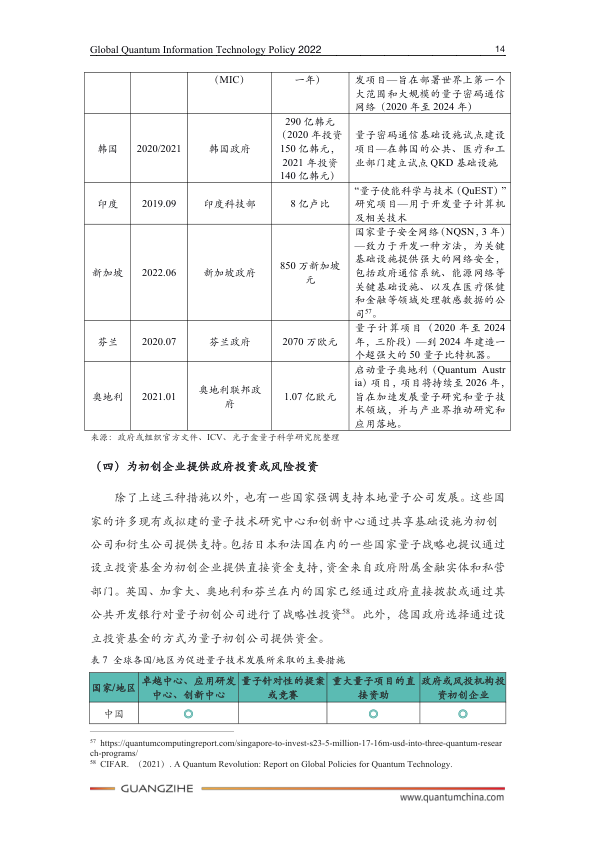 Global Quantum Information Technology Policy 2022
14
（MIC）
一年）
发项目—旨在部署世界上第一个
大范围和大规模的量子密码通信
网络（2020 年至 2024 年）
韩国
2020/2021
韩国政府
290 亿韩元
（2020 年投资
150 亿韩元，
2021 年投资
140 亿韩元）
量子密码通信基础设施试点建设
项目—在韩国的公共、医疗和工
业部门建立试点 QKD 基础设施
印度
2019.09
印度科技部
8 亿卢比
“量子使能科学与技术（QuEST）”
研究项目—用于开发量子计算机
及相关技术
新加坡
2022.06
新加坡政府
850 万新加坡
元
国家量子安全网络（NQSN，3 年）
—致力于开发一种方法，为关键
基础设施提供强大的网络安全，
包括政府通信系统、能源网络等
关键基础设施、以及在医疗保健
和金融等领域处理敏感数据的公
司57。
芬兰
2020.07
芬兰政府
2070 万欧元
量子计算项目（2020 年至 2024
年，三阶段）—到 2024 年建造一
个超强大的 50 量子比特机器。
奥地利
2021.01
奥地利联邦政
府
1.07 亿欧元
启动量子奥地利（Quantum Austr
ia）项目，项目将持续至 2026 年，
旨在加速发展量子研究和量子技
术领域，并与产业界推动研究和
应用落地。
来源：政府或组织官方文件、ICV、光子盒量子科学研究院整理
（四）为初创企业提供政府投资或风险投资
除了上述三种措施以外，也有一些国家强调支持本地量子公司发展。这些国
家的许多现有或拟建的量子技术研究中心和创新中心通过共享基础设施为初创
公司和衍生公司提供支持。包括日本和法国在内的一些国家量子战略也提议通过
设立投资基金为初创企业提供直接资金支持，资金来自政府附属金融实体和私营
部门。英国、加拿大、奥地利和芬兰在内的国家已经通过政府直接拨款或通过其
公共开发银行对量子初创公司进行了战略性投资58。此外，德国政府选择通过设
立投资基金的方式为量子初创公司提供资金。
表 7 全球各国/地区为促进量子技术发展所采取的主要措施
国家/地区
卓越中心、应用研发
中心、创新中心
量子针对性的提案
或竞赛
重大量子项目的直
接资助
政府或风投机构投
资初创企业
中国
◎
◎
◎
57 https://quantumcomputingreport.com/singapore-to-invest-s23-5-million-17-16m-usd-into-three-quantum-resear
ch-programs/
58 CIFAR. （2021）. A Quantum Revolution: Report on Global Policies for Quantum Technology.
GUANGZIHE
www.quantumchina.com